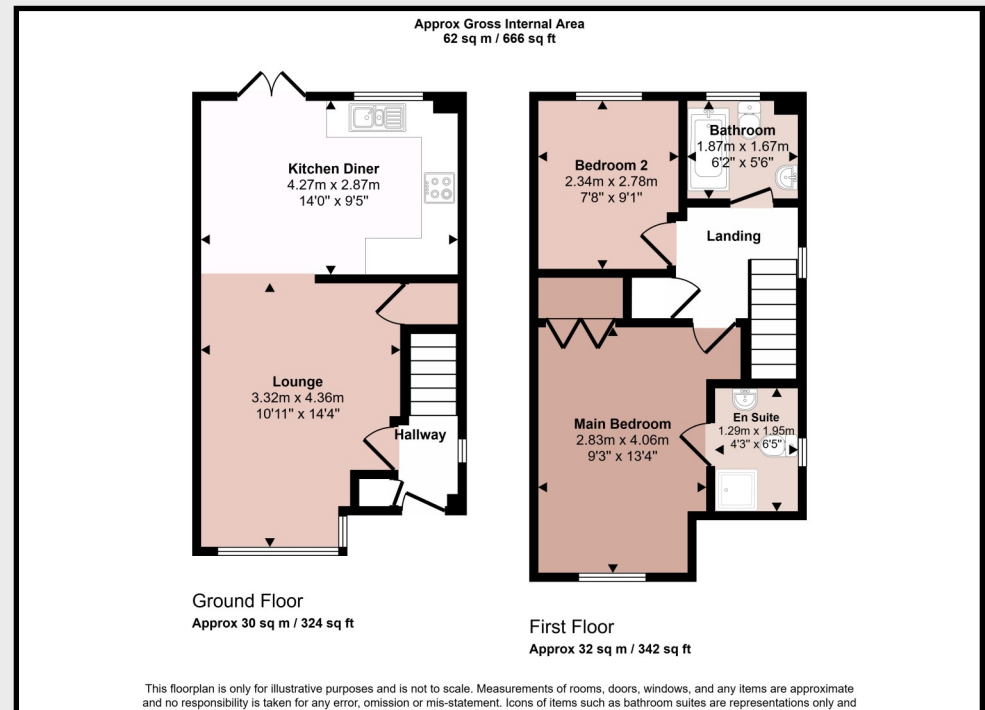 Approx Gross Internal Area
62 sq m / 666 sq ft
Kitchen Diner
4.27m x 2.87m
14'0" x 9'5"
Lounge
3.32m x 4.36m
10'11" x 14'4"
Hallway
Ground Floor
Approx 30 sq m / 324 sq ft
Bedroom 2
2.34m x 2.78m
7'8" x 9'1"
Bathroom
1.87m x 1.67m
6'2" x 5'6"
Landing
Main Bedroom
2.83m x 4.06m
9'3" x 13'4"
En Suite
1.29m x 1.95m
4'3" x 6'5"
First Floor
Approx 32 sq m / 342 sq ft
This floorplan is only for illustrative purposes and is not to scale. Measurements of rooms, doors, windows, and any items are approximate
and no responsibility is taken for any error, omission or mis-statement. Icons of items such as bathroom suites are representations only and